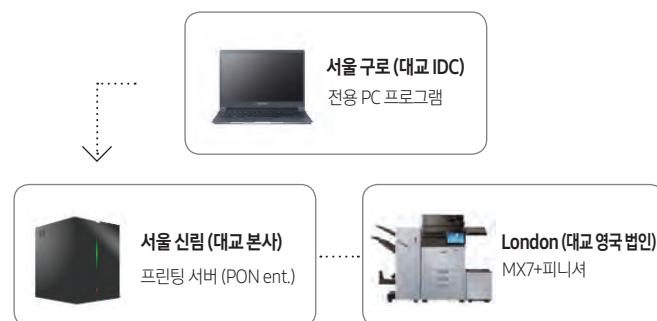 서울 구로 (대교 IDC)
전용 PC 프로그램
서울 신림 (대교 본사)
프린팅 서버 (PON ent.)
London (대교 영국 법인)
MX7+피니셔